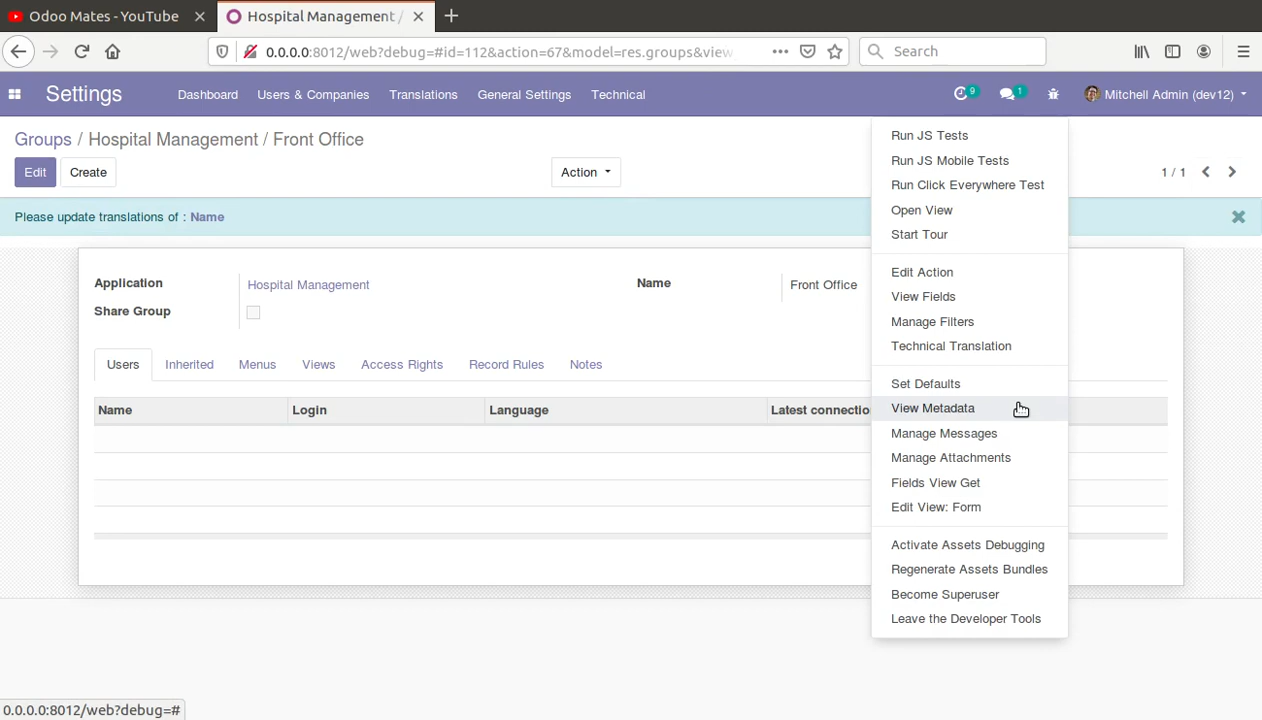 Odoo Mates - YouTube
Hospital Management /
0.0.0.0:8012/web?debug=#id=112&action=67&model=res.groups&view
Search
Settings
Dashboard
Users & Companies
Translations
General Settings
Technical
9
1
Mitchell Admin (dev12)
Groups / Hospital Management / Front Office
Edit
Create
Action
1 / 1
Please update translations of : Name
Application
Hospital Management
Name
Front Office
Share Group
Users
Inherited
Menus
Views
Access Rights
Record Rules
Notes
Name
Login
Language
Latest connectio
Run JS Tests
Run JS Mobile Tests
Run Click Everywhere Test
Open View
Start Tour
Edit Action
View Fields
Manage Filters
Technical Translation
Set Defaults
View Metadata
Manage Messages
Manage Attachments
Fields View Get
Edit View: Form
Activate Assets Debugging
Regenerate Assets Bundles
Become Superuser
Leave the Developer Tools
0.0.0.0:8012/web?debug=#